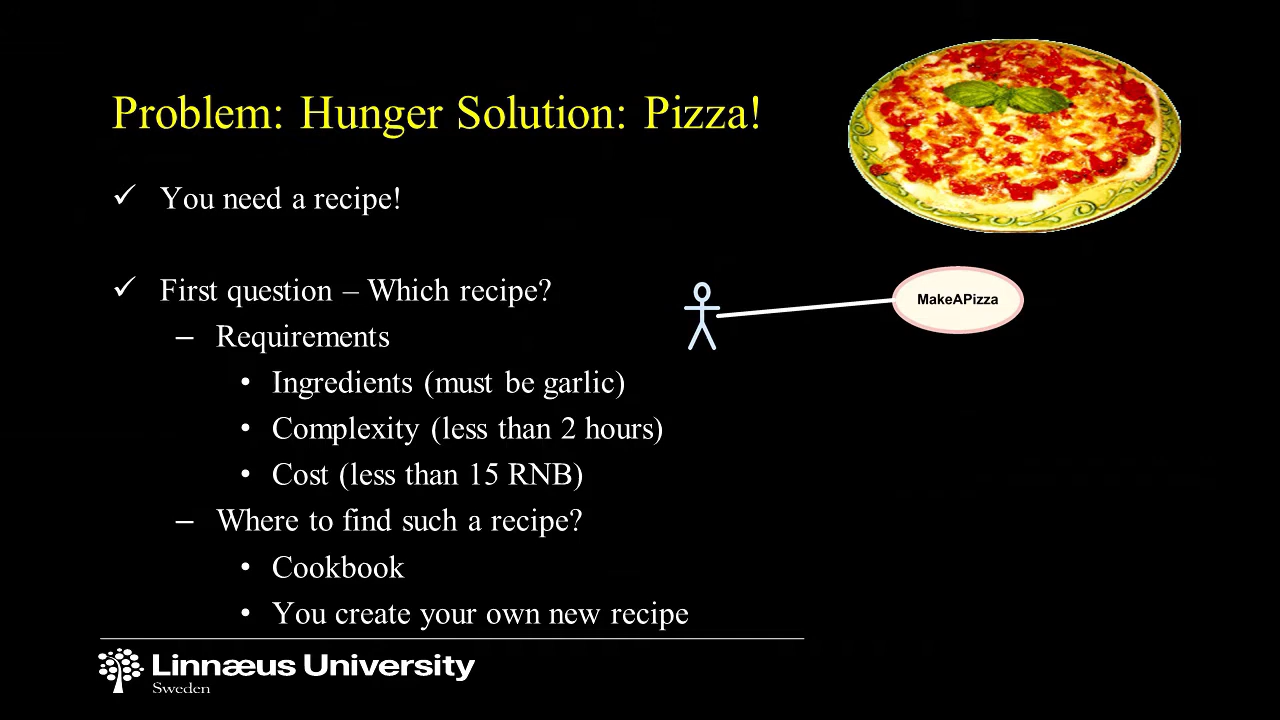 Problem: Hunger Solution: Pizza!
✓ You need a recipe!
✓ First question – Which recipe?
– Requirements
• Ingredients (must be garlic)
• Complexity (less than 2 hours)
• Cost (less than 15 RNB)
– Where to find such a recipe?
• Cookbook
• You create your own new recipe
MakeAPizza
Linnæus University
Sweden